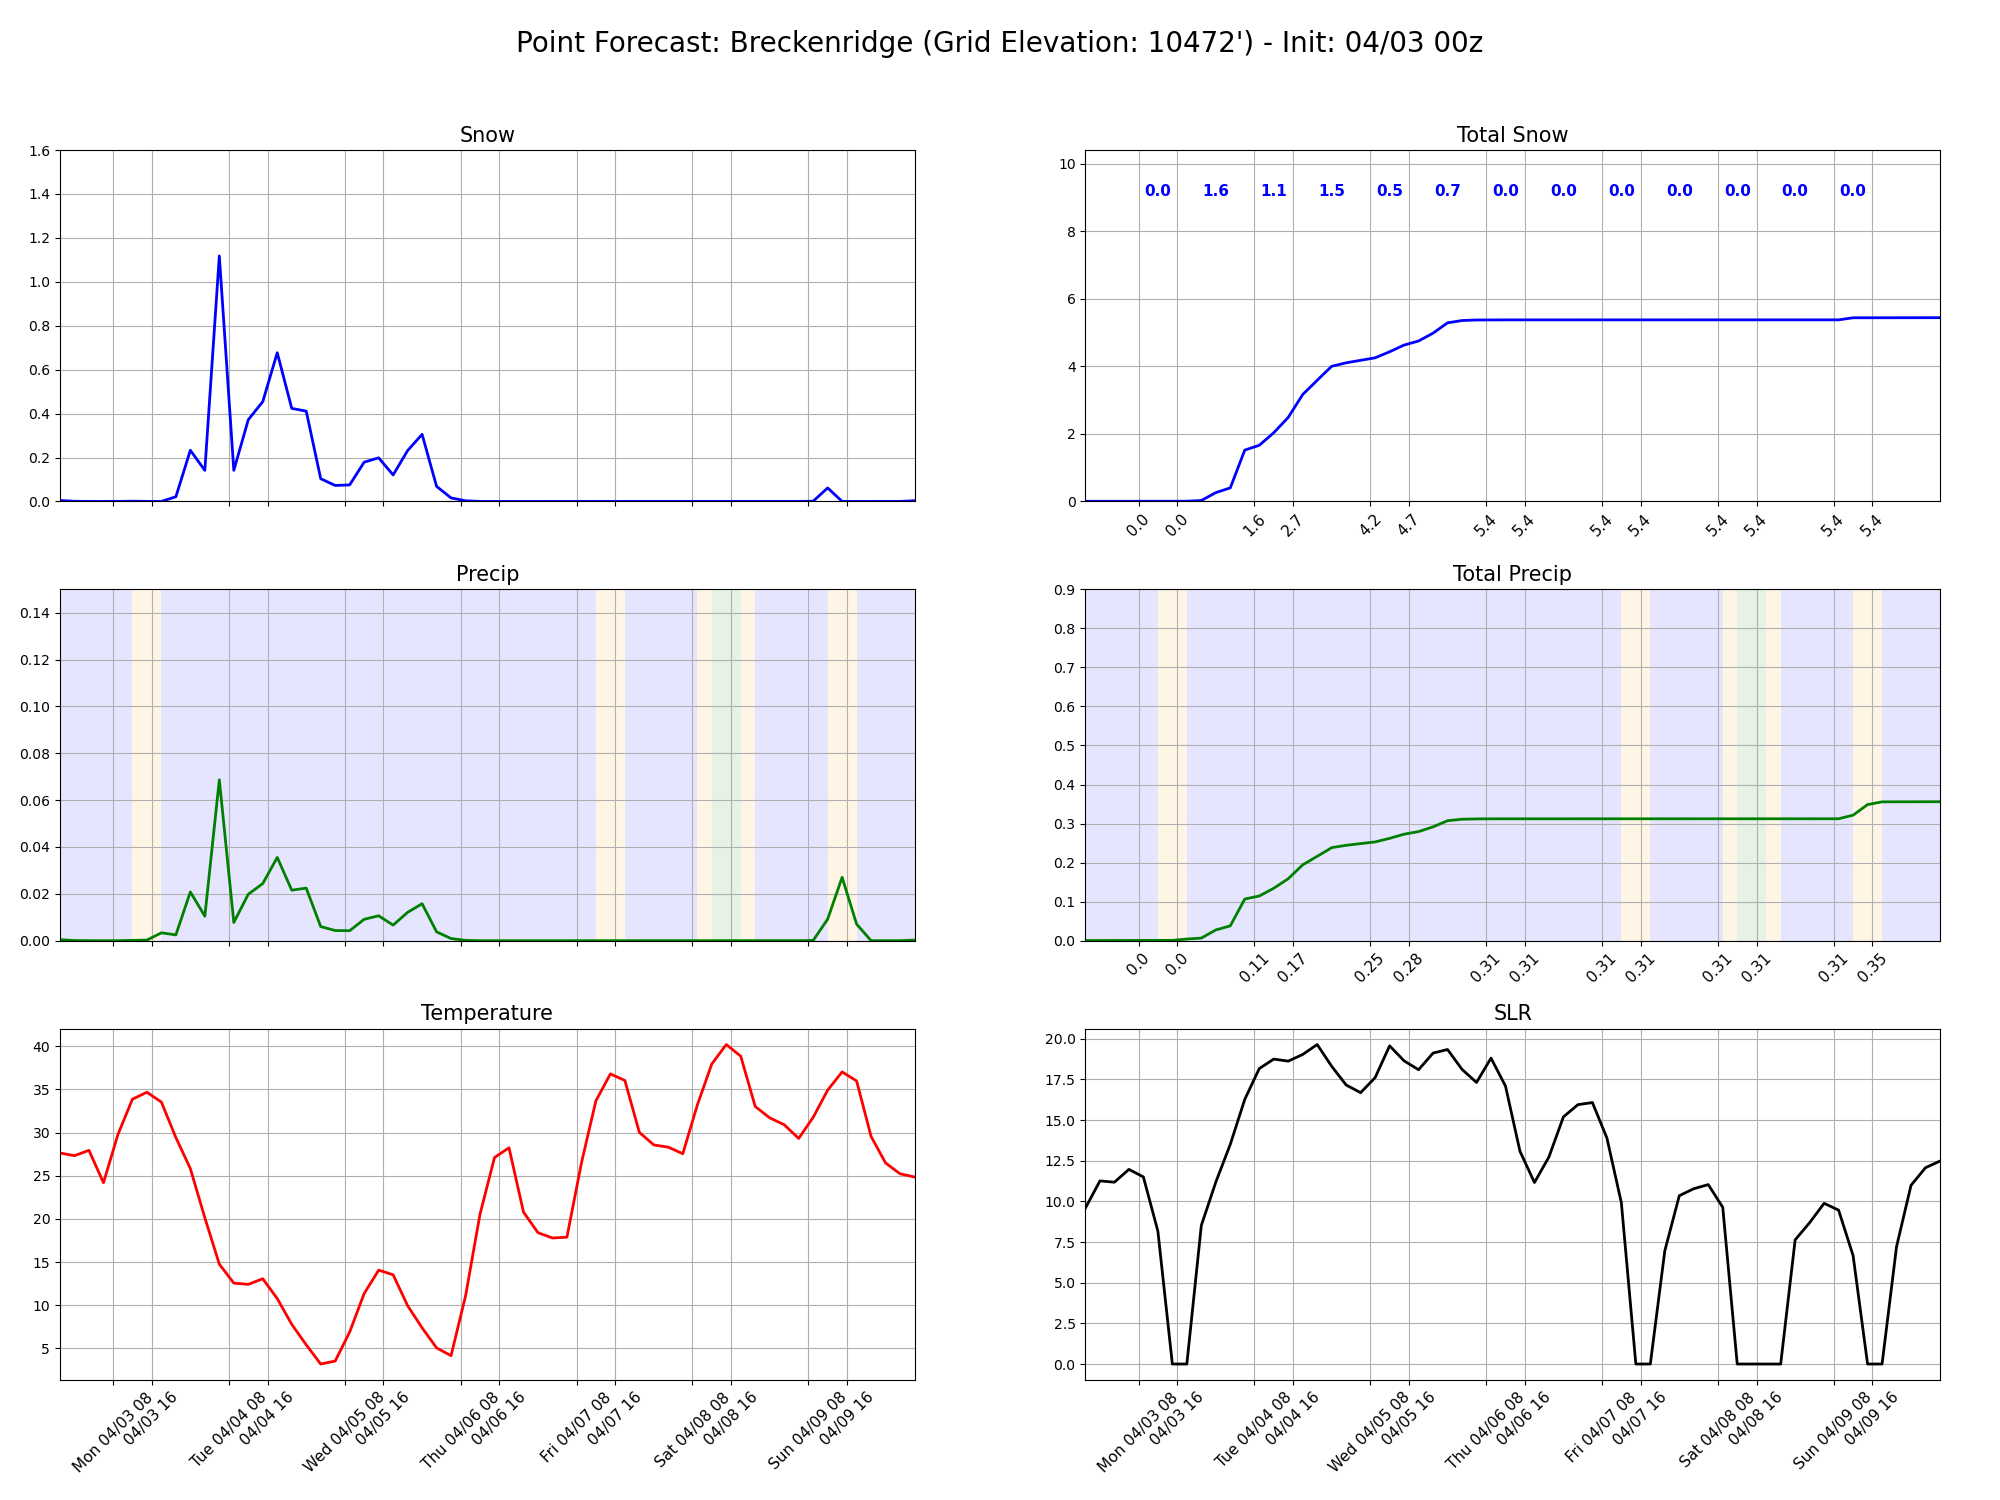 Point Forecast: Breckenridge (Grid Elevation: 10472') - Init: 04/03 00z
Snow
1.6
1.4
1.2
1.0
0.8
0.6
0.4
0.2
0.0
Total Snow
10
8
6
4
2
0
0.0 1.6 1.1 1.5 0.5 0.7 0.0 0.0 0.0 0.0 0.0 0.0 0.0
0.0 0.0 1.6 2.7 4.2 4.7 5.4 5.4 5.4 5.4 5.4 5.4 5.4 5.4
Precip
0.14
0.12
0.10
0.08
0.06
0.04
0.02
0.00
Total Precip
0.9
0.8
0.7
0.6
0.5
0.4
0.3
0.2
0.1
0.0
0.0 0.0 0.11 0.17 0.25 0.28 0.31 0.31 0.31 0.31 0.31 0.31 0.31 0.35
Temperature
40
35
30
25
20
15
10
5
Mon 04/03 08
04/03 16
Tue 04/04 08
04/04 16
Wed 04/05 08
04/05 16
Thu 04/06 08
04/06 16
Fri 04/07 08
04/07 16
Sat 04/08 08
04/08 16
Sun 04/09 08
04/09 16
SLR
20.0
17.5
15.0
12.5
10.0
7.5
5.0
2.5
0.0
Mon 04/03 08
04/03 16
Tue 04/04 08
04/04 16
Wed 04/05 08
04/05 16
Thu 04/06 08
04/06 16
Fri 04/07 08
04/07 16
Sat 04/08 08
04/08 16
Sun 04/09 08
04/09 16